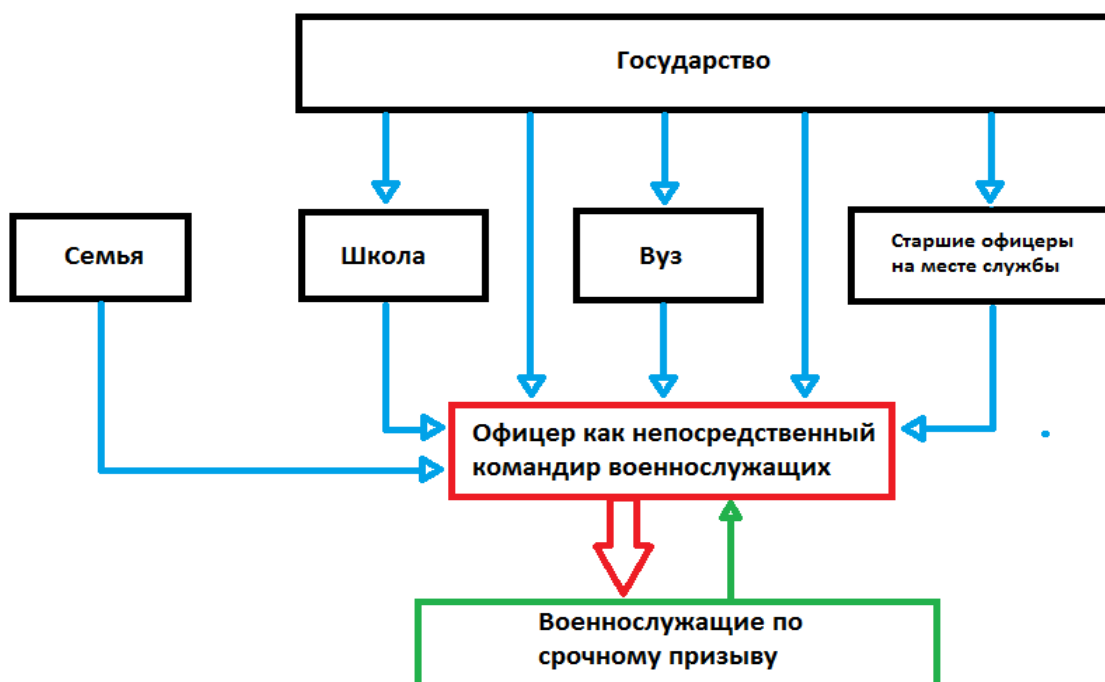 Государство
Семья
Школа
Вуз
Старшие офицеры
на месте службы
Офицер как непосредственный
командир военнослужащих
Военнослужащие по
срочному призыву